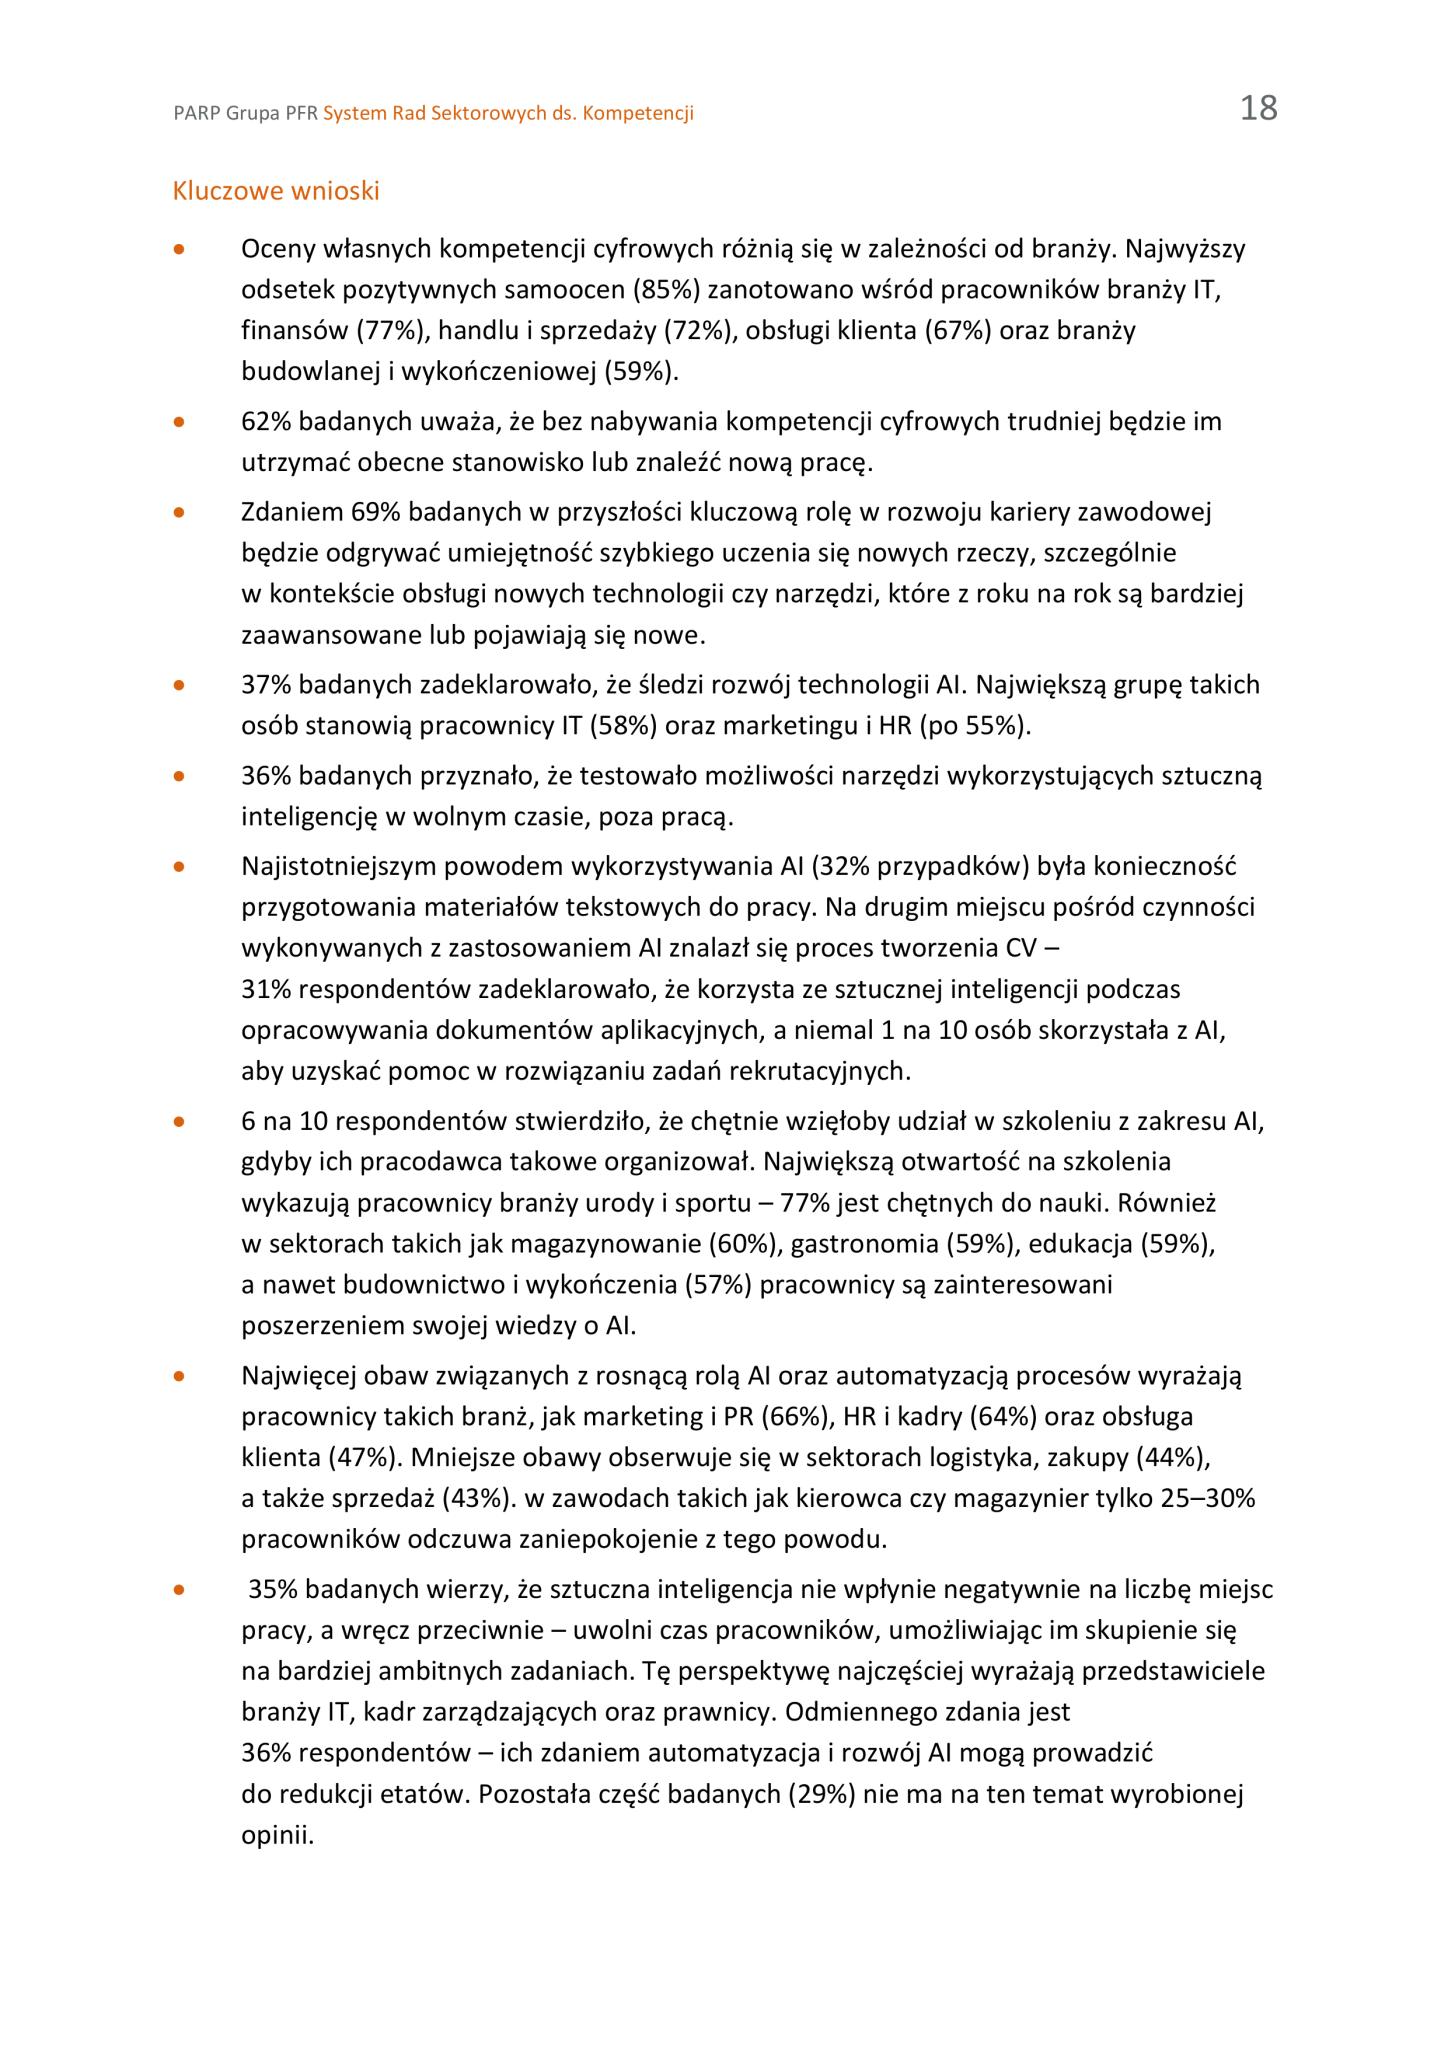 PARP Grupa PFR System Rad Sektorowych ds. Kompetencji 18
Kluczowe wnioski
• Oceny własnych kompetencji cyfrowych różnią się w zależności od branży. Najwyższy
odsetek pozytywnych samoocen (85%) zanotowano wśród pracowników branży IT,
finansów (77%), handlu i sprzedaży (72%), obsługi klienta (67%) oraz branży
budowlanej i wykończeniowej (59%).
• 62% badanych uważa, że bez nabywania kompetencji cyfrowych trudniej będzie im
utrzymać obecne stanowisko lub znaleźć nową pracę.
• Zdaniem 69% badanych w przyszłości kluczową rolę w rozwoju kariery zawodowej
będzie odgrywać umiejętność szybkiego uczenia się nowych rzeczy, szczególnie
w kontekście obsługi nowych technologii czy narzędzi, które z roku na rok są bardziej
zaawansowane lub pojawiają się nowe.
• 37% badanych zadeklarowało, że śledzi rozwój technologii AI. Największą grupę takich
osób stanowią pracownicy IT (58%) oraz marketingu i HR (po 55%).
• 36% badanych przyznało, że testowało możliwości narzędzi wykorzystujących sztuczną
inteligencję w wolnym czasie, poza pracą.
• Najistotniejszym powodem wykorzystywania AI (32% przypadków) była konieczność
przygotowania materiałów tekstowych do pracy. Na drugim miejscu pośród czynności
wykonywanych z zastosowaniem AI znalazł się proces tworzenia CV –
31% respondentów zadeklarowało, że korzysta ze sztucznej inteligencji podczas
opracowywania dokumentów aplikacyjnych, a niemal 1 na 10 osób skorzystała z AI,
aby uzyskać pomoc w rozwiązaniu zadań rekrutacyjnych.
• 6 na 10 respondentów stwierdziło, że chętnie wzięłoby udział w szkoleniu z zakresu AI,
gdyby ich pracodawca takowe organizował. Największą otwartość na szkolenia
wykazują pracownicy branży urody i sportu – 77% jest chętnych do nauki. Również
w sektorach takich jak magazynowanie (60%), gastronomia (59%), edukacja (59%),
a nawet budownictwo i wykończenia (57%) pracownicy są zainteresowani
poszerzeniem swojej wiedzy o AI.
• Najwięcej obaw związanych z rosnącą rolą AI oraz automatyzacją procesów wyrażają
pracownicy takich branż, jak marketing i PR (66%), HR i kadry (64%) oraz obsługa
klienta (47%). Mniejsze obawy obserwuje się w sektorach logistyka, zakupy (44%),
a także sprzedaż (43%). w zawodach takich jak kierowca czy magazynier tylko 25–30%
pracowników odczuwa zaniepokojenie z tego powodu.
• 35% badanych wierzy, że sztuczna inteligencja nie wpłynie negatywnie na liczbę miejsc
pracy, a wręcz przeciwnie – uwolni czas pracowników, umożliwiając im skupienie się
na bardziej ambitnych zadaniach. Tę perspektywę najczęściej wyrażają przedstawiciele
branży IT, kadr zarządzających oraz prawnicy. Odmiennego zdania jest
36% respondentów – ich zdaniem automatyzacja i rozwój AI mogą prowadzić
do redukcji etatów. Pozostała część badanych (29%) nie ma na ten temat wyrobionej
opinii.